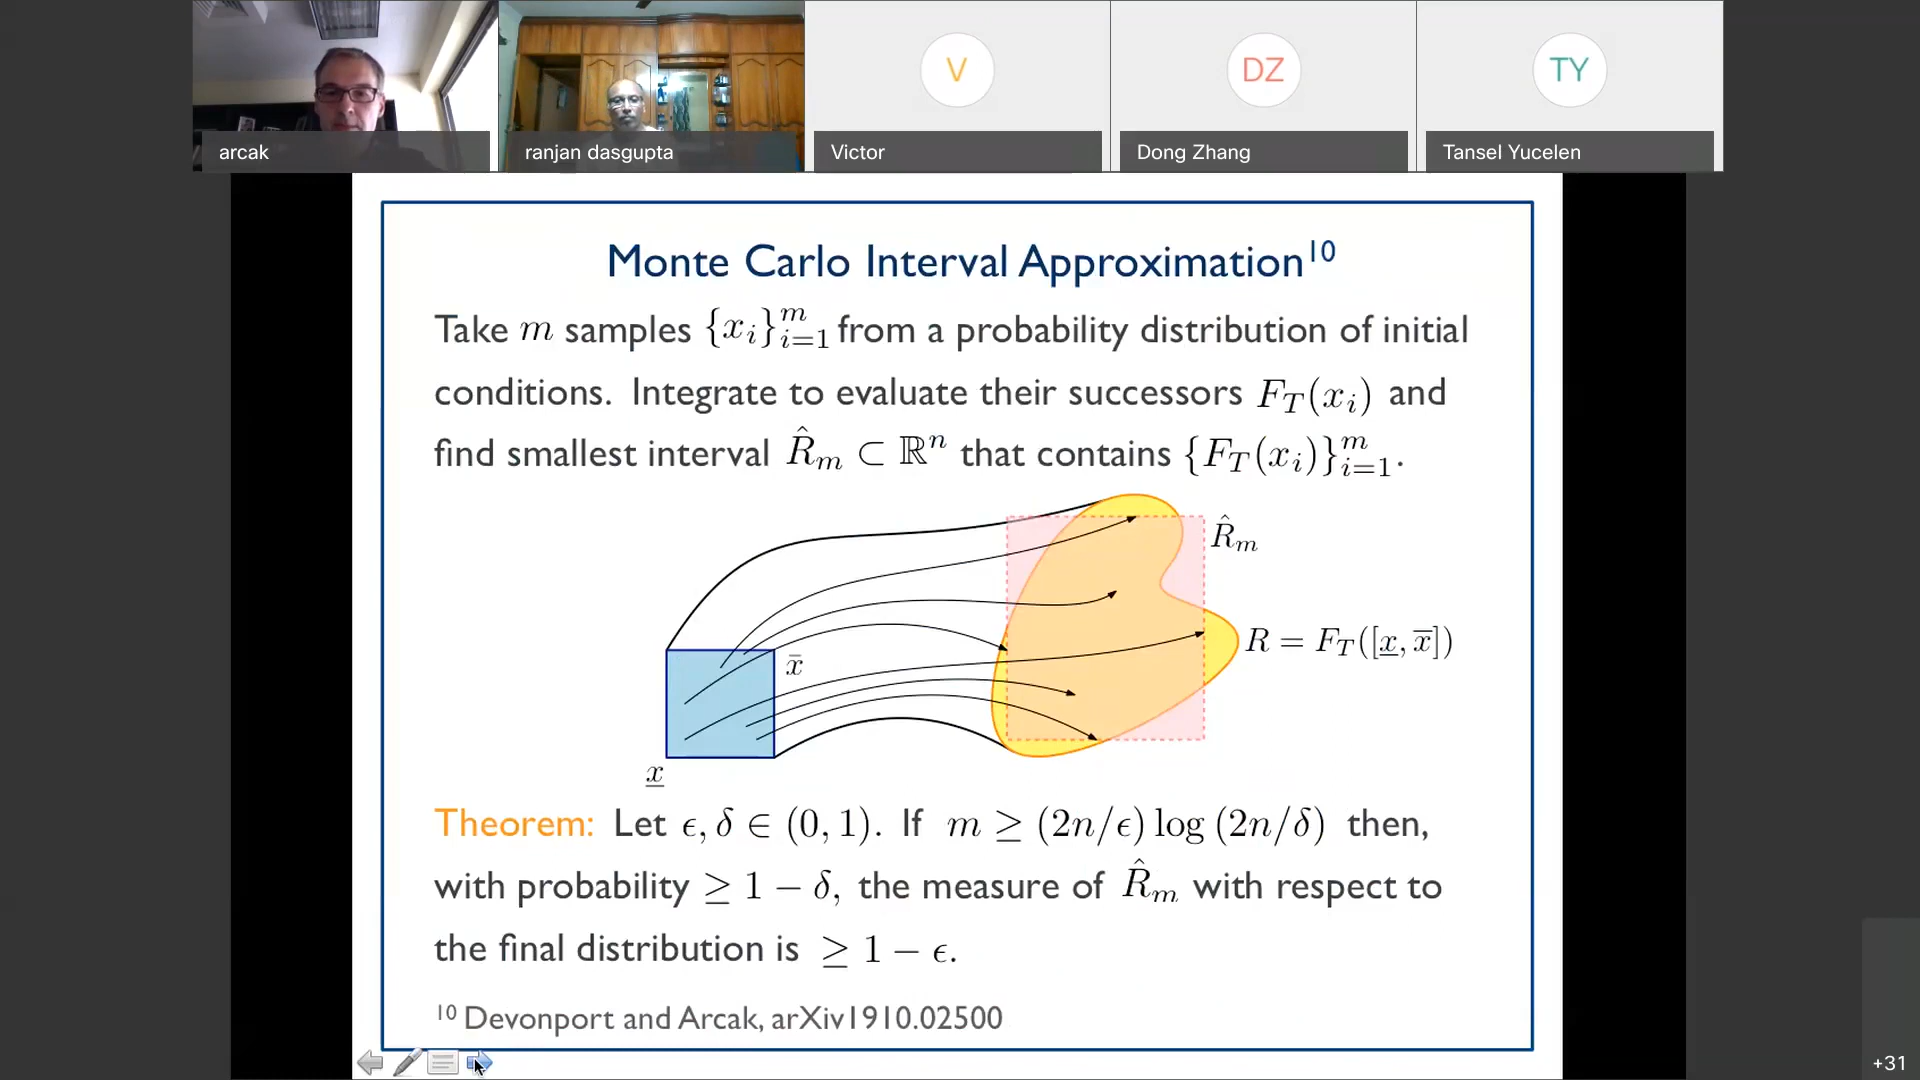 arcak
ranjan dasgupta
V
Victor
DZ
Dong Zhang
TY
Tansel Yucelen
Monte Carlo Interval Approximation¹⁰
Take m samples {xᵢ}ᵢ₌₁ᵐ from a probability distribution of initial
conditions. Integrate to evaluate their successors F_T(xᵢ) and
find smallest interval R̂ₘ ⊂ ℝⁿ that contains {F_T(xᵢ)}ᵢ₌₁ᵐ.
R̂ₘ
R = F_T([x̲, x̅])
x̄
x̲
Theorem: Let ϵ, δ ∈ (0, 1). If m ≥ (2n/ϵ) log (2n/δ) then,
with probability ≥ 1 − δ, the measure of R̂ₘ with respect to
the final distribution is ≥ 1 − ϵ.
¹⁰ Devonport and Arcak, arXiv1910.02500
+31